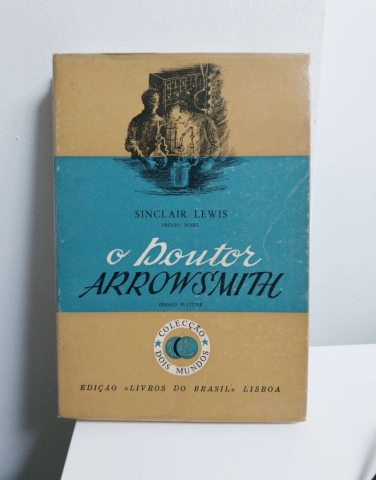 SINCLAIR LEWIS
PRÉMIO NOBEL
O Doutor
ARROWSMITH
PRÉMIO PULITZER
COLECÇÃO
DOIS MUNDOS
EDIÇÃO «LIVROS DO BRASIL» LISBOA